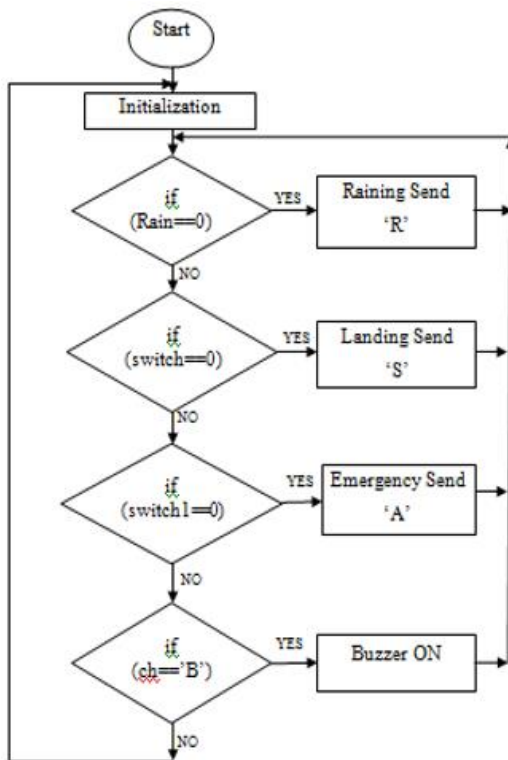 Start
Initialization
if
(Rain==0)
YES
Raining Send
‘R’
NO
if
(switch==0)
YES
Landing Send
‘S’
NO
if
(switch1==0)
YES
Emergency Send
‘A’
NO
if
(ch==’B’)
YES
Buzzer ON
NO